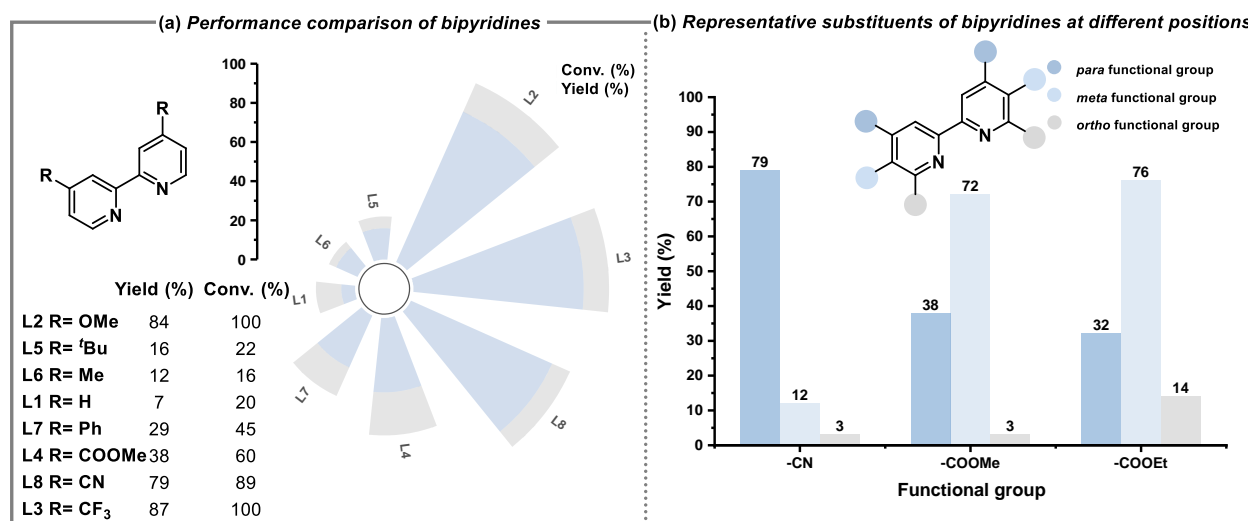 (a) Performance comparison of bipyridines
100
80
60
40
20
0
R
R
N
N
Conv. (%)
Yield (%)
L2
L3
L5
L6
L1
L7
L4
L8
Yield (%) Conv. (%)
L2 R= OMe 84 100
L5 R= ᵗBu 16 22
L6 R= Me 12 16
L1 R= H 7 20
L7 R= Ph 29 45
L4 R= COOMe 38 60
L8 R= CN 79 89
L3 R= CF₃ 87 100
(b) Representative substituents of bipyridines at different positions
para functional group
meta functional group
ortho functional group
N
N
Yield (%)
100
90
80
70
60
50
40
30
20
10
0
79
12
3
38
72
3
32
76
14
-CN
-COOMe
-COOEt
Functional group